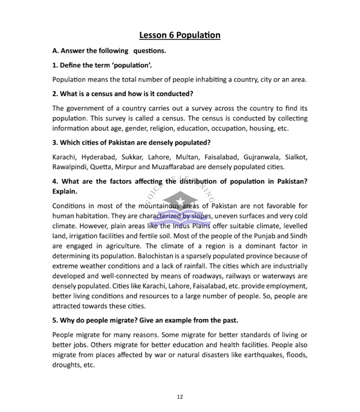 Lesson 6 Population
A. Answer the following questions.
1. Define the term ‘population’.
Population means the total number of people inhabiting a country, city or an area.
2. What is a census and how is it conducted?
The government of a country carries out a survey across the country to find its
population. This survey is called a census. The census is conducted by collecting
information about age, gender, religion, education, occupation, housing, etc.
3. Which cities of Pakistan are densely populated?
Karachi, Hyderabad, Sukkar, Lahore, Multan, Faisalabad, Gujranwala, Sialkot,
Rawalpindi, Quetta, Mirpur and Muzaffarabad are densely populated cities.
4. What are the factors affecting the distribution of population in Pakistan?
Explain.
Conditions in most of the mountainous areas of Pakistan are not favorable for
human habitation. They are characterized by slopes, uneven surfaces and very cold
climate. However, plain areas like the Indus Plains offer suitable climate, levelled
land, irrigation facilities and fertile soil. Most of the people of the Punjab and Sindh
are engaged in agriculture. The climate of a region is a dominant factor in
determining its population. Balochistan is a sparsely populated province because of
extreme weather conditions and a lack of rainfall. The cities which are industrially
developed and well-connected by means of roadways, railways or waterways are
densely populated. Cities like Karachi, Lahore, Faisalabad, etc. provide employment,
better living conditions and resources to a large number of people. So, people are
attracted towards these cities.
5. Why do people migrate? Give an example from the past.
People migrate for many reasons. Some migrate for better standards of living or
better jobs. Others migrate for better education and health facilities. People also
migrate from places affected by war or natural disasters like earthquakes, floods,
droughts, etc.
12